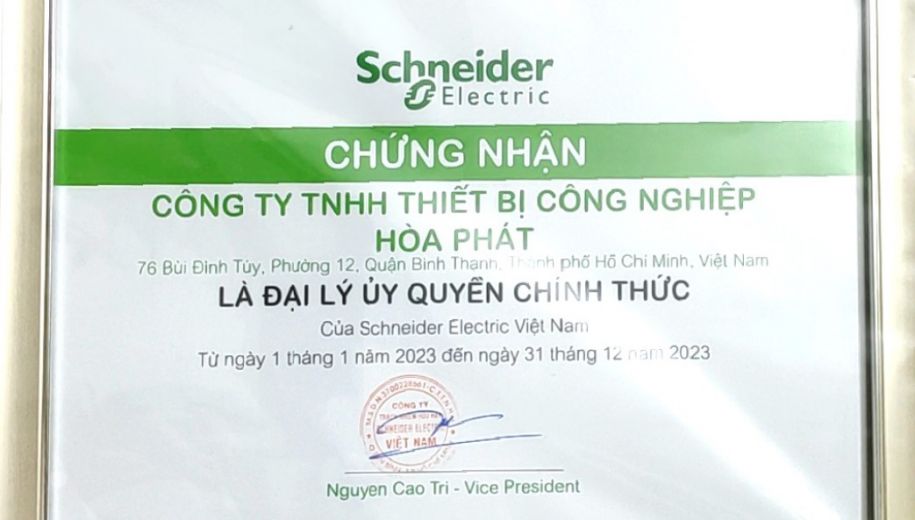 Schneider
Electric
CHỨNG NHẬN
CÔNG TY TNHH THIẾT BỊ CÔNG NGHIỆP
HÒA PHÁT
76 Bùi Đình Túy, Phường 12, Quận Bình Thạnh, Thành phố Hồ Chí Minh, Việt Nam
LÀ ĐẠI LÝ ỦY QUYỀN CHÍNH THỨC
Của Schneider Electric Việt Nam
Từ ngày 1 tháng 1 năm 2023 đến ngày 31 tháng 12 năm 2023
CÔNG TY
SCHNEIDER ELECTRIC
VIỆT NAM
Nguyen Cao Tri - Vice President